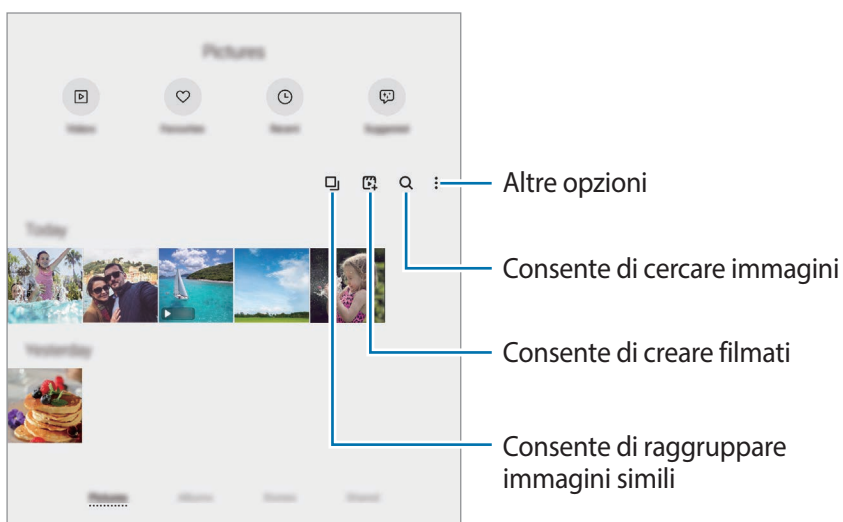 Pictures
Videos
Favourites
Recent
Suggested
Altre opzioni
Today
Consente di cercare immagini
Consente di creare filmati
Yesterday
Consente di raggruppare
immagini simili
Pictures
Albums
Stories
Shared